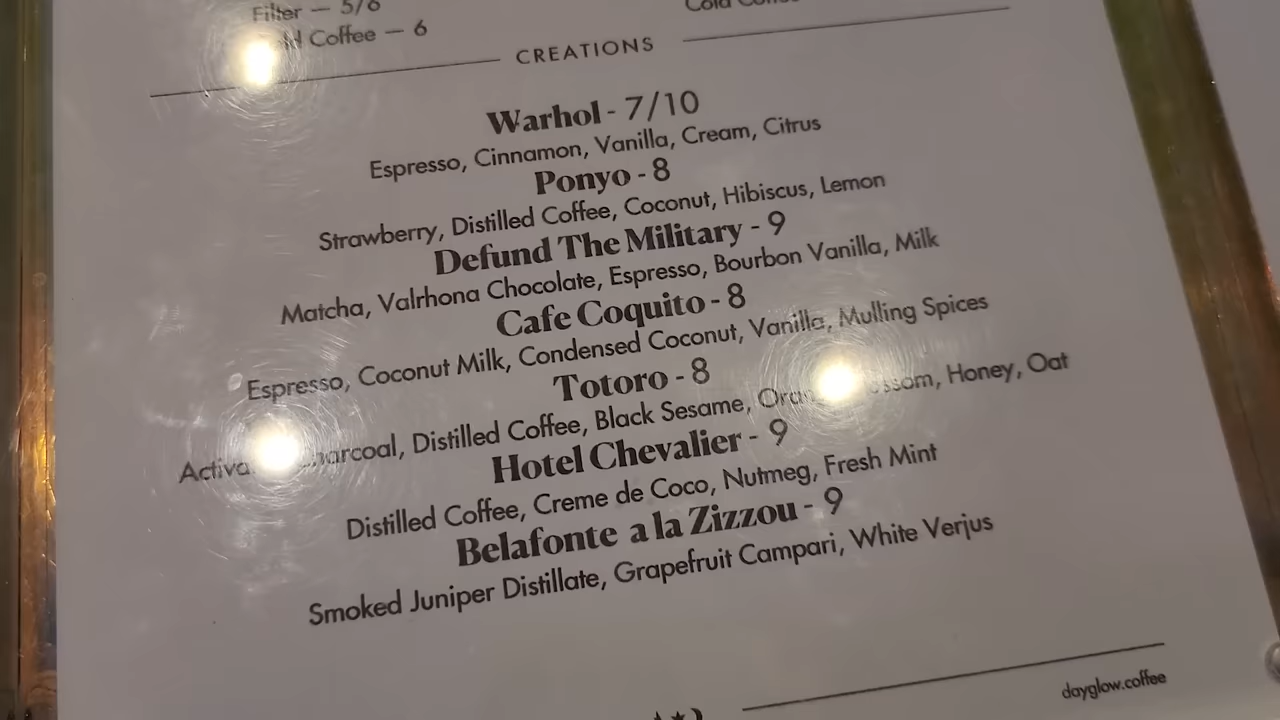 Filter — 5/6
Coffee — 6
CREATIONS
Warhol - 7/10
Espresso, Cinnamon, Vanilla, Cream, Citrus
Ponyo - 8
Strawberry, Distilled Coffee, Coconut, Hibiscus, Lemon
Defund The Military - 9
Matcha, Valrhona Chocolate, Espresso, Bourbon Vanilla, Milk
Cafe Coquito - 8
Espresso, Coconut Milk, Condensed Coconut, Vanilla, Mulling Spices
Totoro - 8
Distilled Coffee, Black Sesame, Honey, Oat
Hotel Chevalier - 9
Distilled Coffee, Creme de Coco, Nutmeg, Fresh Mint
Belafonte a la Zizzou - 9
Smoked Juniper Distillate, Grapefruit Campari, White Verjus
dayglow.coffee